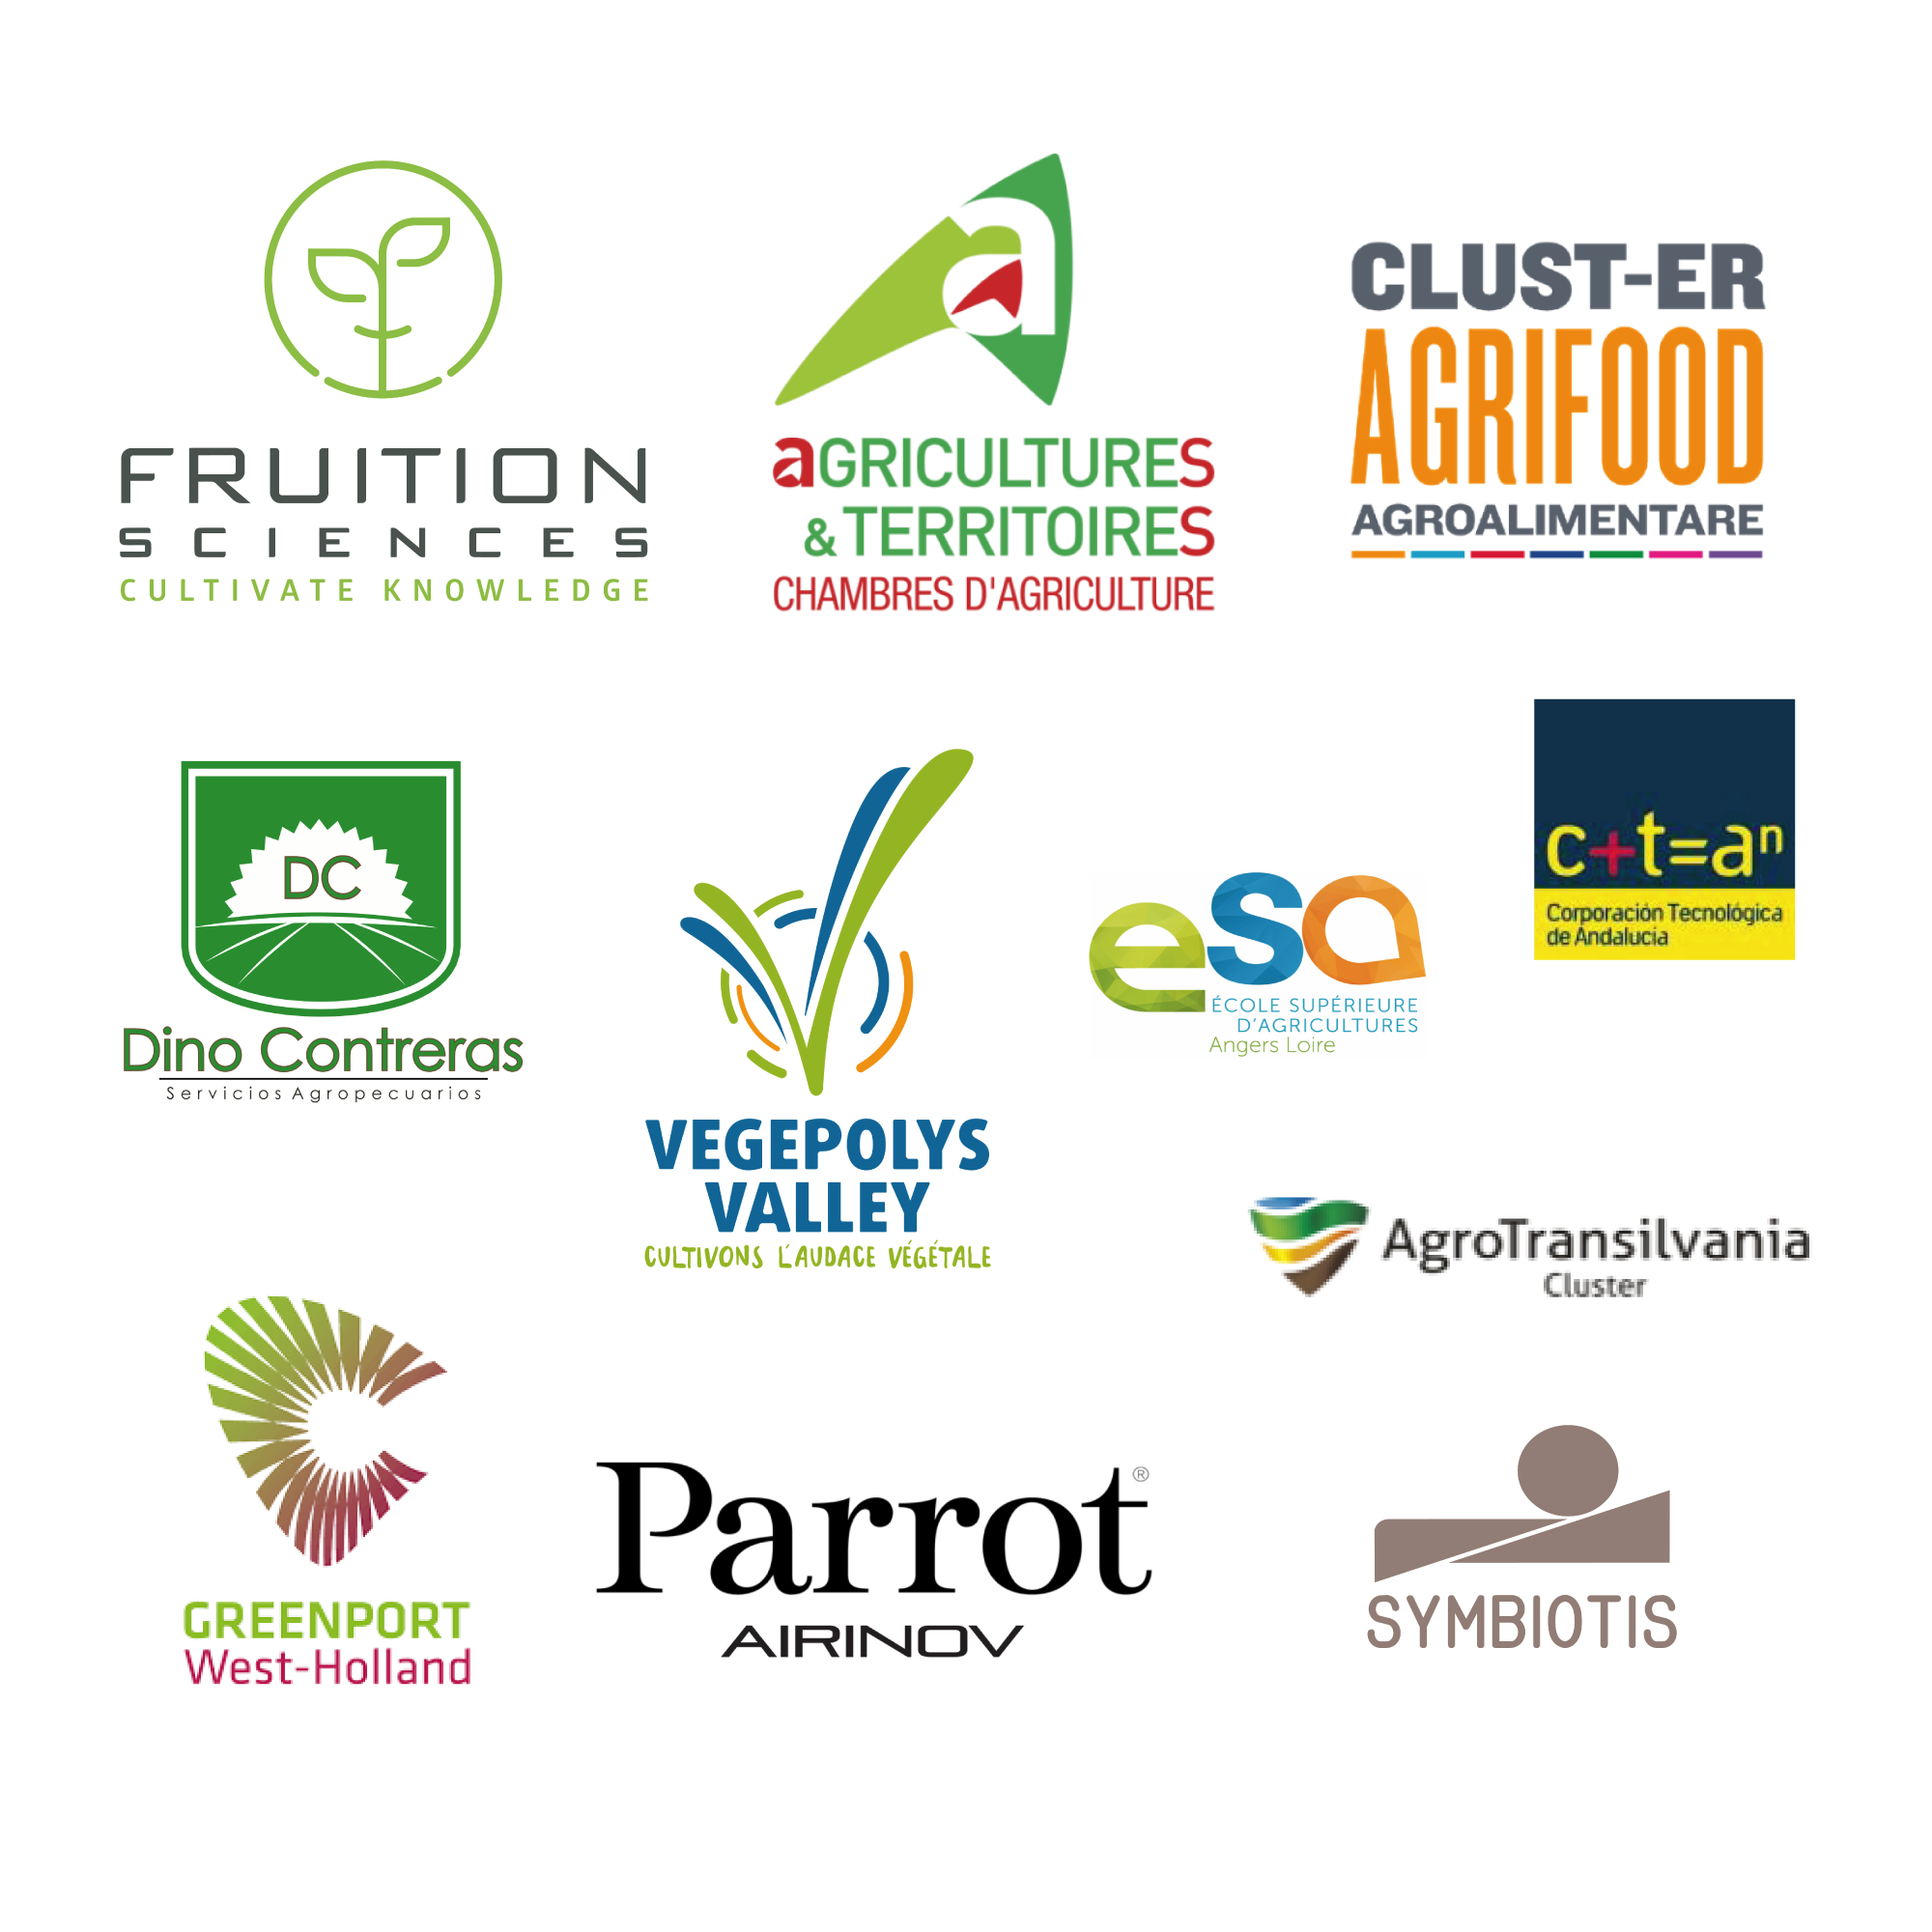 FRUITION
SCIENCES
CULTIVATE KNOWLEDGE
a
aGRICULTURES
& TERRITOIRES
CHAMBRES D'AGRICULTURE
CLUST-ER
AGRIFOOD
AGROALIMENTARE
DC
Dino Contreras
Servicios Agropecuarios
VEGEPOLYS
VALLEY
CULTIVONS L'AUDACE VÉGÉTALE
esa
ÉCOLE SUPÉRIEURE
D'AGRICULTURES
Angers Loire
c+t=aⁿ
Corporación Tecnológica
de Andalucia
AgroTransilvania
Cluster
GREENPORT
West-Holland
Parrot®
AIRINOV
SYMBIOTIS